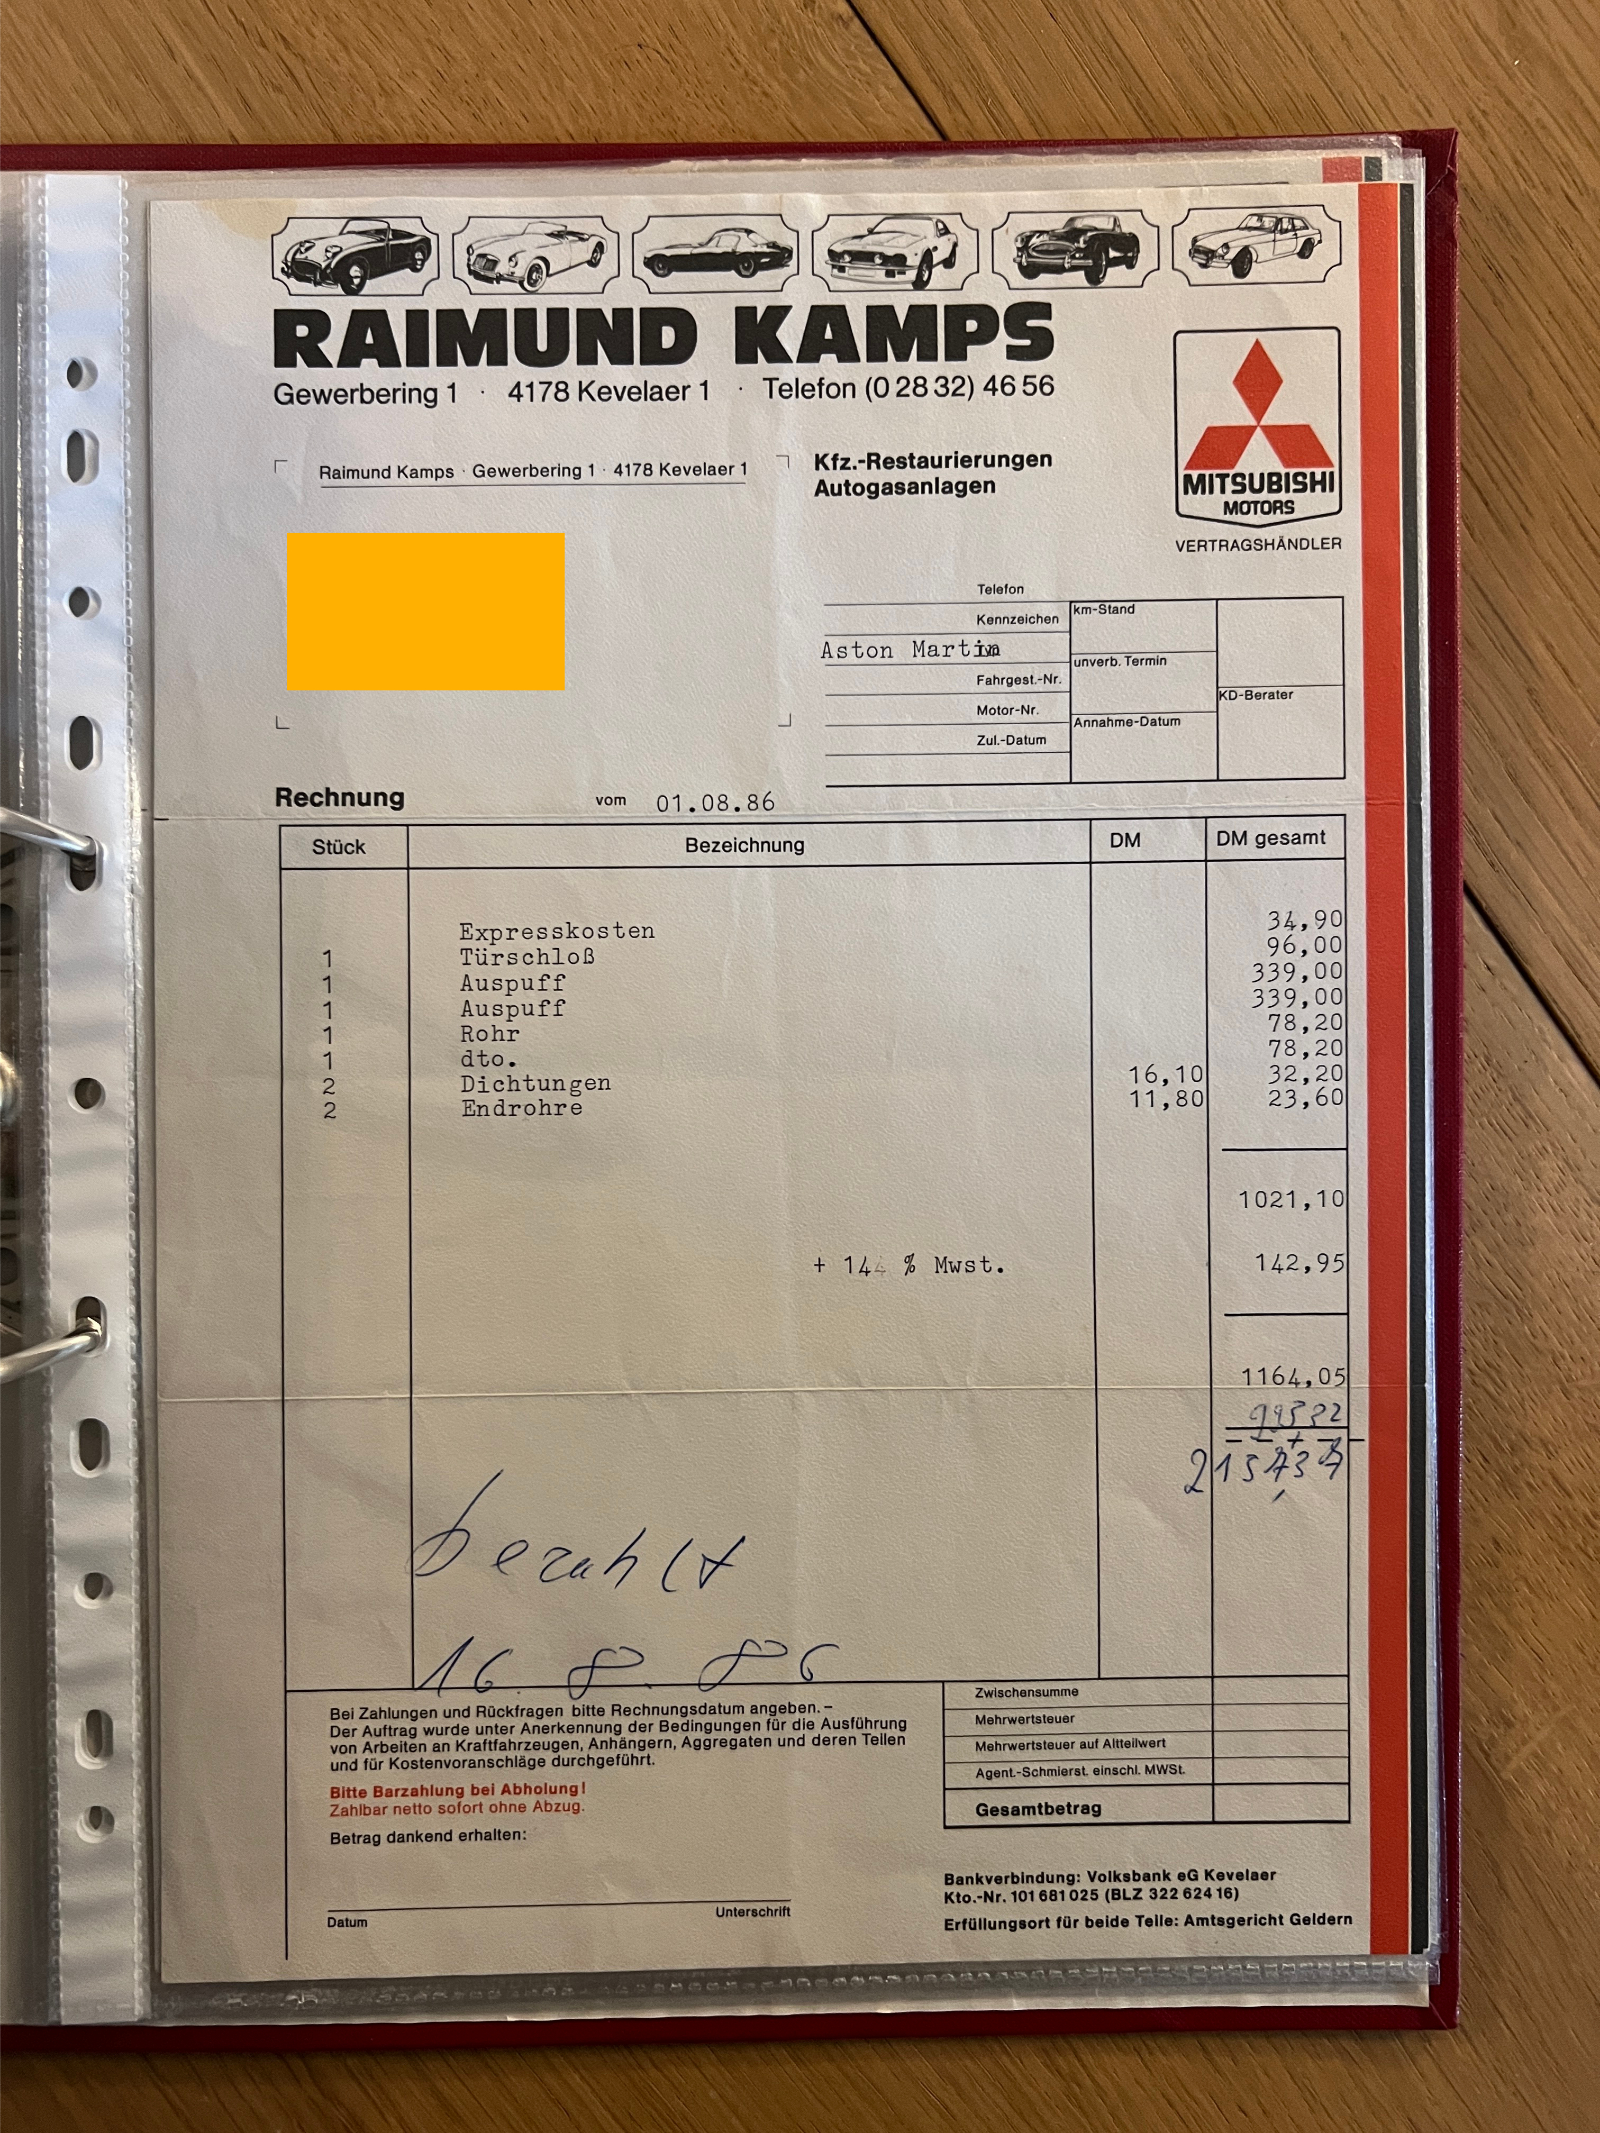 RAIMUND KAMPS
Gewerbering 1 · 4178 Kevelaer 1 · Telefon (0 28 32) 46 56
Raimund Kamps · Gewerbering 1 · 4178 Kevelaer 1
Kfz.-Restaurierungen
Autogasanlagen
MITSUBISHI
MOTORS
VERTRAGSHÄNDLER
Telefon
Kennzeichen
km-Stand
Aston Martin
unverb. Termin
Fahrgest.-Nr.
KD-Berater
Motor-Nr.
Annahme-Datum
Zul.-Datum
Rechnung vom 01.08.86
Stück Bezeichnung DM DM gesamt
Expresskosten 34,90
1 Türschloß 96,00
1 Auspuff 339,00
1 Auspuff 339,00
1 Rohr 78,20
1 dto. 78,20
2 Dichtungen 16,10 32,20
2 Endrohre 11,80 23,60
1021,10
+ 14 % Mwst. 142,95
1164,05
bezahlt
16. 8. 86
Bei Zahlungen und Rückfragen bitte Rechnungsdatum angeben. –
Der Auftrag wurde unter Anerkennung der Bedingungen für die Ausführung
von Arbeiten an Kraftfahrzeugen, Anhängern, Aggregaten und deren Teilen
und für Kostenvoranschläge durchgeführt.
Bitte Barzahlung bei Abholung!
Zahlbar netto sofort ohne Abzug.
Betrag dankend erhalten:
Datum Unterschrift
Zwischensumme
Mehrwertsteuer
Mehrwertsteuer auf Altteilwert
Agent.-Schmierst. einschl. MWSt.
Gesamtbetrag
Bankverbindung: Volksbank eG Kevelaer
Kto.-Nr. 101 681 025 (BLZ 322 624 16)
Erfüllungsort für beide Teile: Amtsgericht Geldern